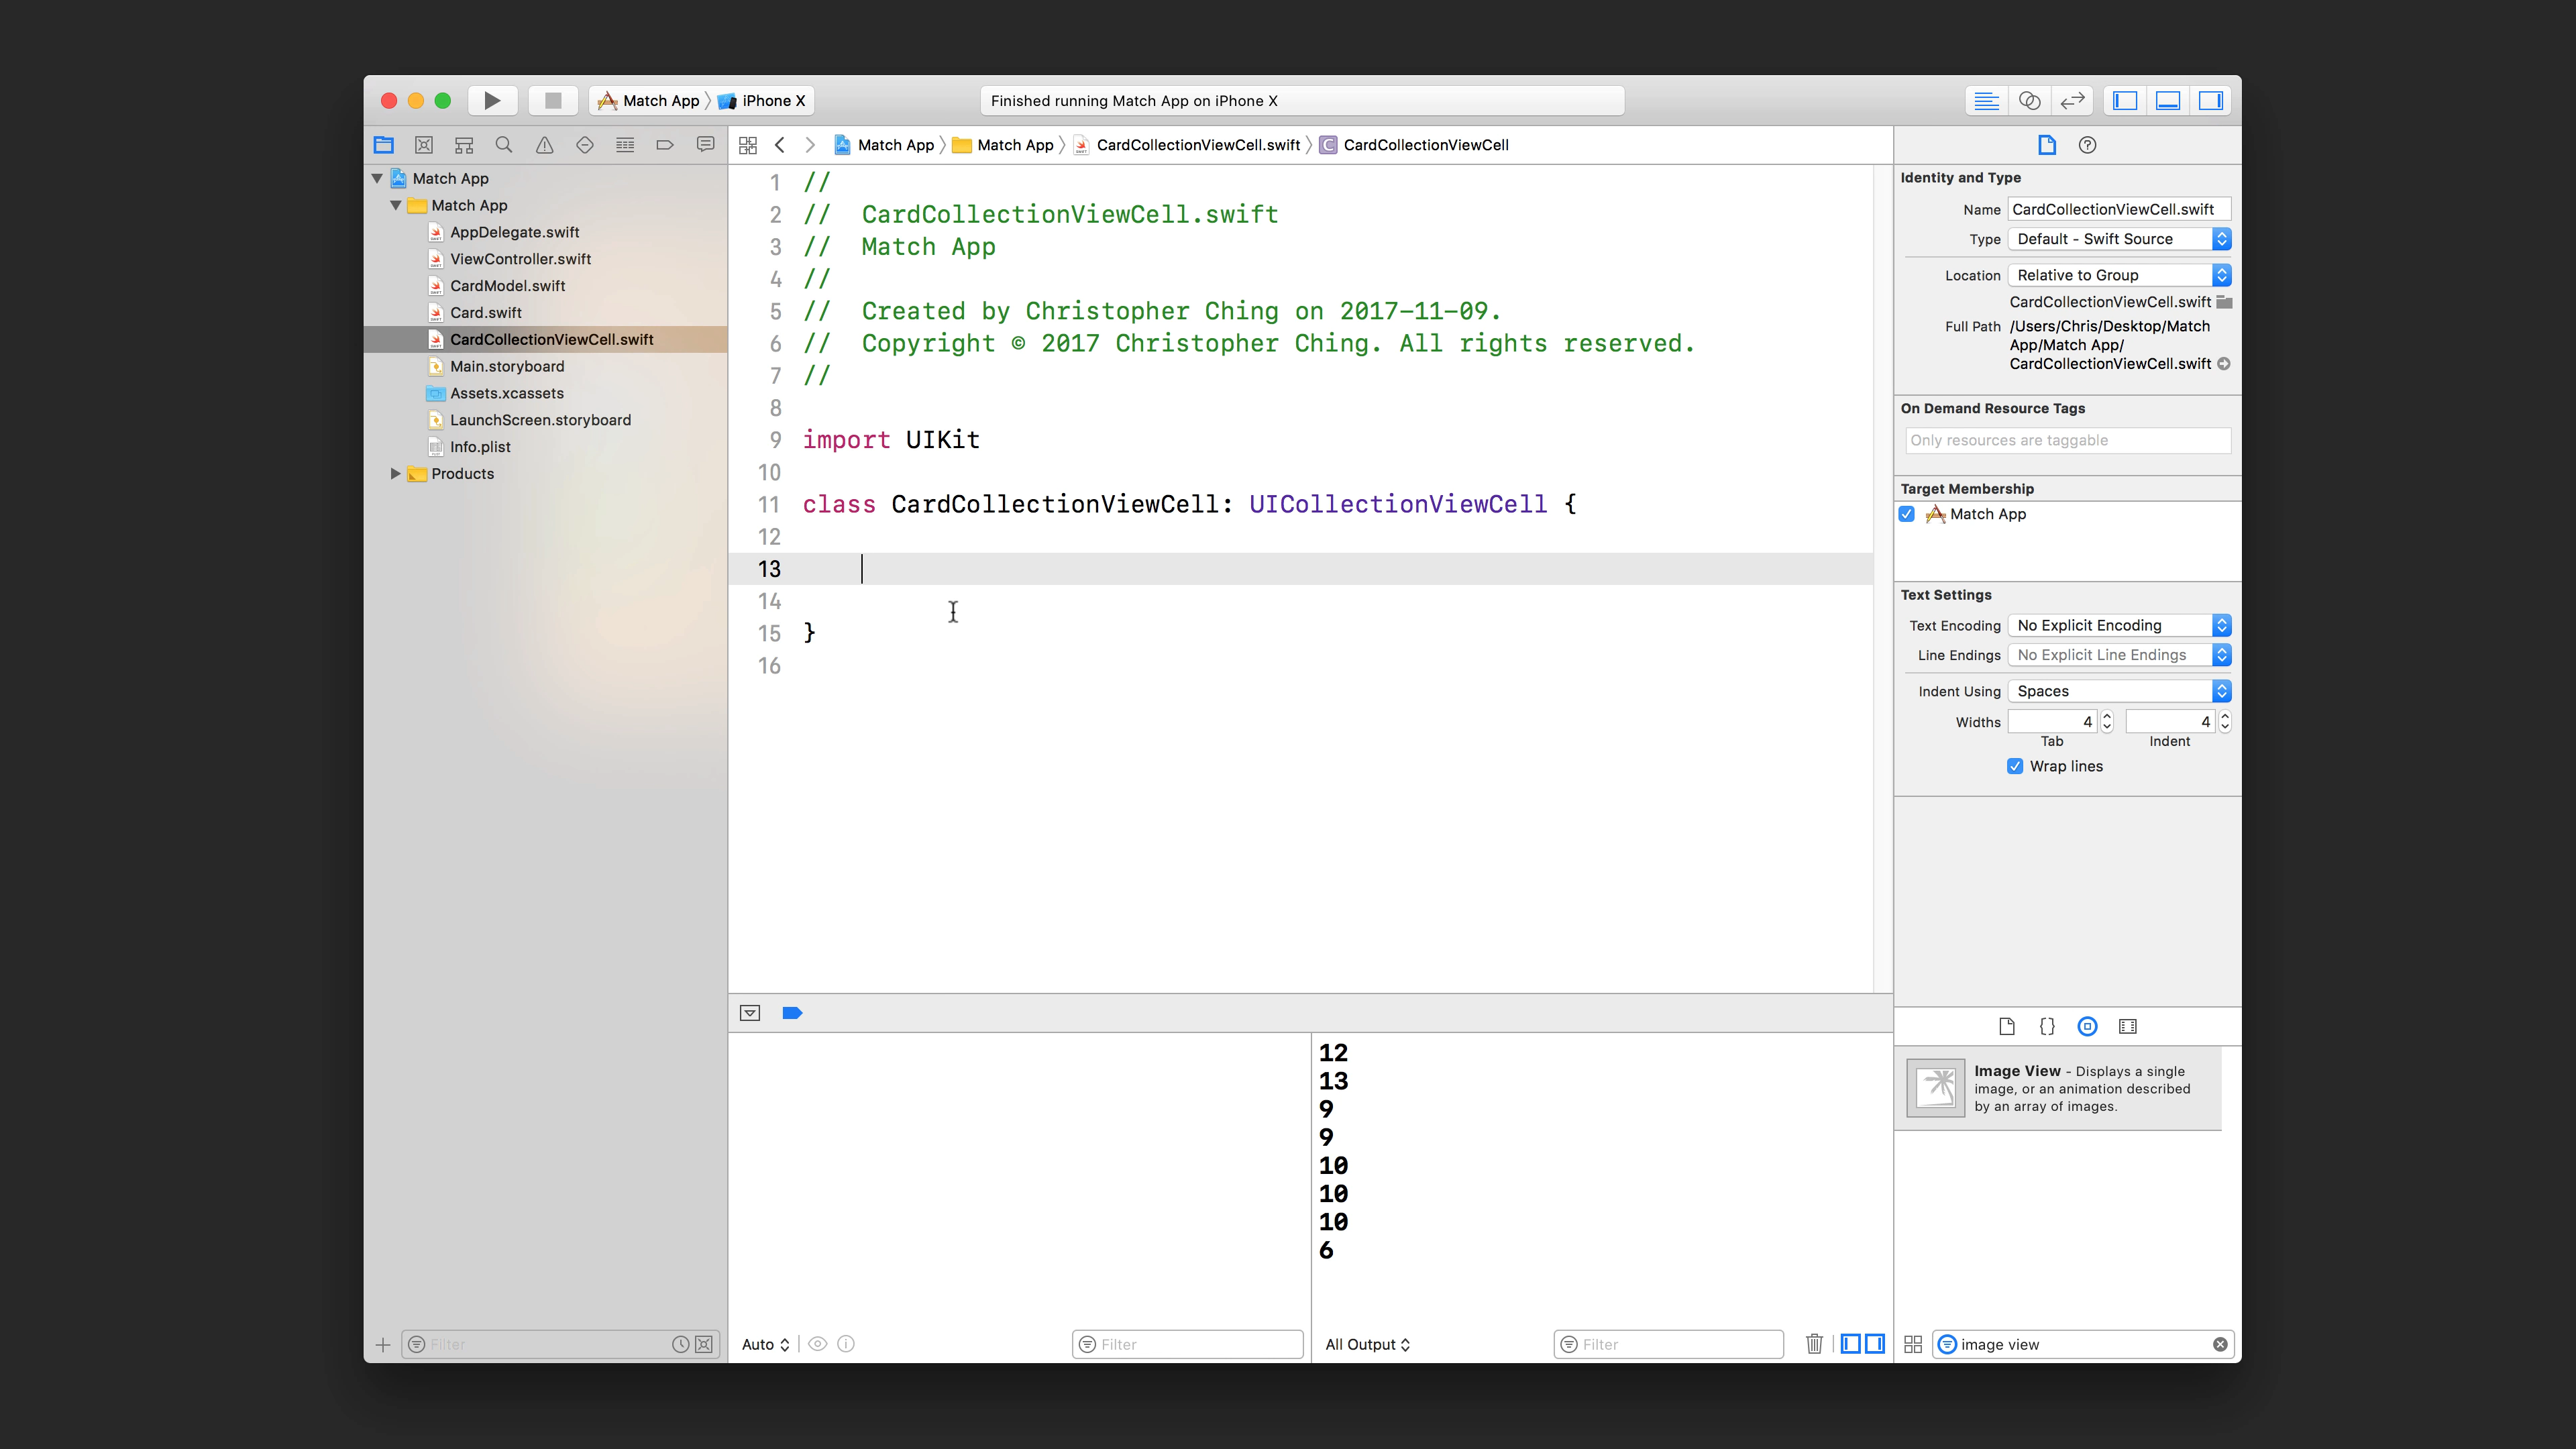 Match App
iPhone X
Finished running Match App on iPhone X
Match App
Match App
AppDelegate.swift
ViewController.swift
CardModel.swift
Card.swift
CardCollectionViewCell.swift
Main.storyboard
Assets.xcassets
LaunchScreen.storyboard
Info.plist
Products
Filter
Match App
Match App
CardCollectionViewCell.swift
C CardCollectionViewCell
1 //
2 //  CardCollectionViewCell.swift
3 //  Match App
4 //
5 //  Created by Christopher Ching on 2017-11-09.
6 //  Copyright © 2017 Christopher Ching. All rights reserved.
7 //
8
9 import UIKit
10
11 class CardCollectionViewCell: UICollectionViewCell {
12
13
14
15 }
16
Auto
Filter
12
13
9
9
10
10
10
6
All Output
Filter
Identity and Type
Name CardCollectionViewCell.swift
Type Default - Swift Source
Location Relative to Group
CardCollectionViewCell.swift
Full Path /Users/Chris/Desktop/Match
App/Match App/
CardCollectionViewCell.swift
On Demand Resource Tags
Only resources are taggable
Target Membership
Match App
Text Settings
Text Encoding No Explicit Encoding
Line Endings No Explicit Line Endings
Indent Using Spaces
Widths 4 4
Tab Indent
Wrap lines
{}
Image View - Displays a single
image, or an animation described
by an array of images.
image view